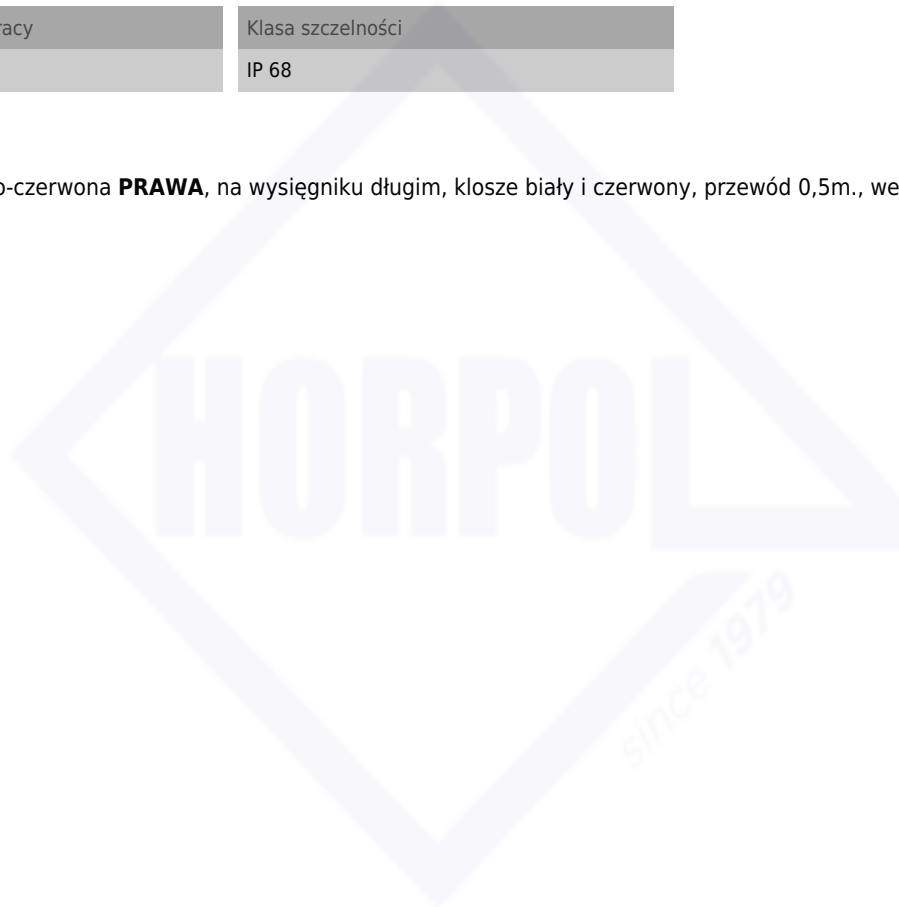 racy Klasa szczelności
IP 68
o-czerwona PRAWA, na wysięgniku długim, klosze biały i czerwony, przewód 0,5m., we
HORPOL
since 1979